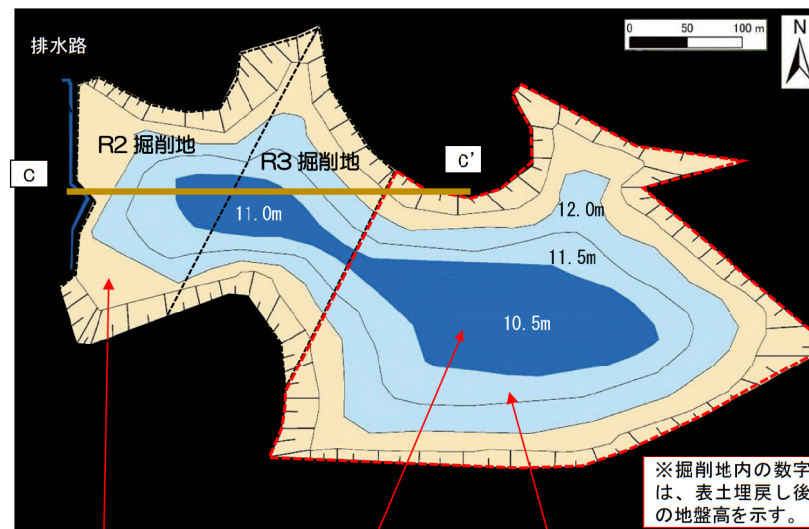 0 50 100 m
N
排水路
R2 掘削地
R3 掘削地
C
C'
12.0m
11.0m
11.5m
10.5m
※掘削地内の数字
は、表土埋戻し後
の地盤高を示す。